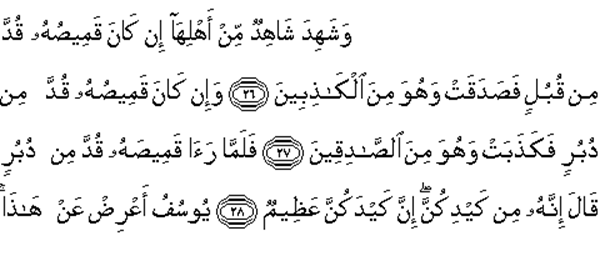 وَشَهِدَ شَاهِدٌ مِّنْ أَهْلِهَآ إِن كَانَ قَمِيصُهُۥ قُدَّ
مِن قُبُلٍ فَصَدَقَتْ وَهُوَ مِنَ ٱلْكَـٰذِبِينَ ٢٦ وَإِن كَانَ قَمِيصُهُۥ قُدَّ مِن
دُبُرٍ فَكَذَبَتْ وَهُوَ مِنَ ٱلصَّـٰدِقِينَ ٢٧ فَلَمَّا رَءَا قَمِيصَهُۥ قُدَّ مِن دُبُرٍ
قَالَ إِنَّهُۥ مِن كَيْدِكُنَّ ۖ إِنَّ كَيْدَكُنَّ عَظِيمٌ ٢٨ يُوسُفُ أَعْرِضْ عَنْ هَـٰذَا ۚ